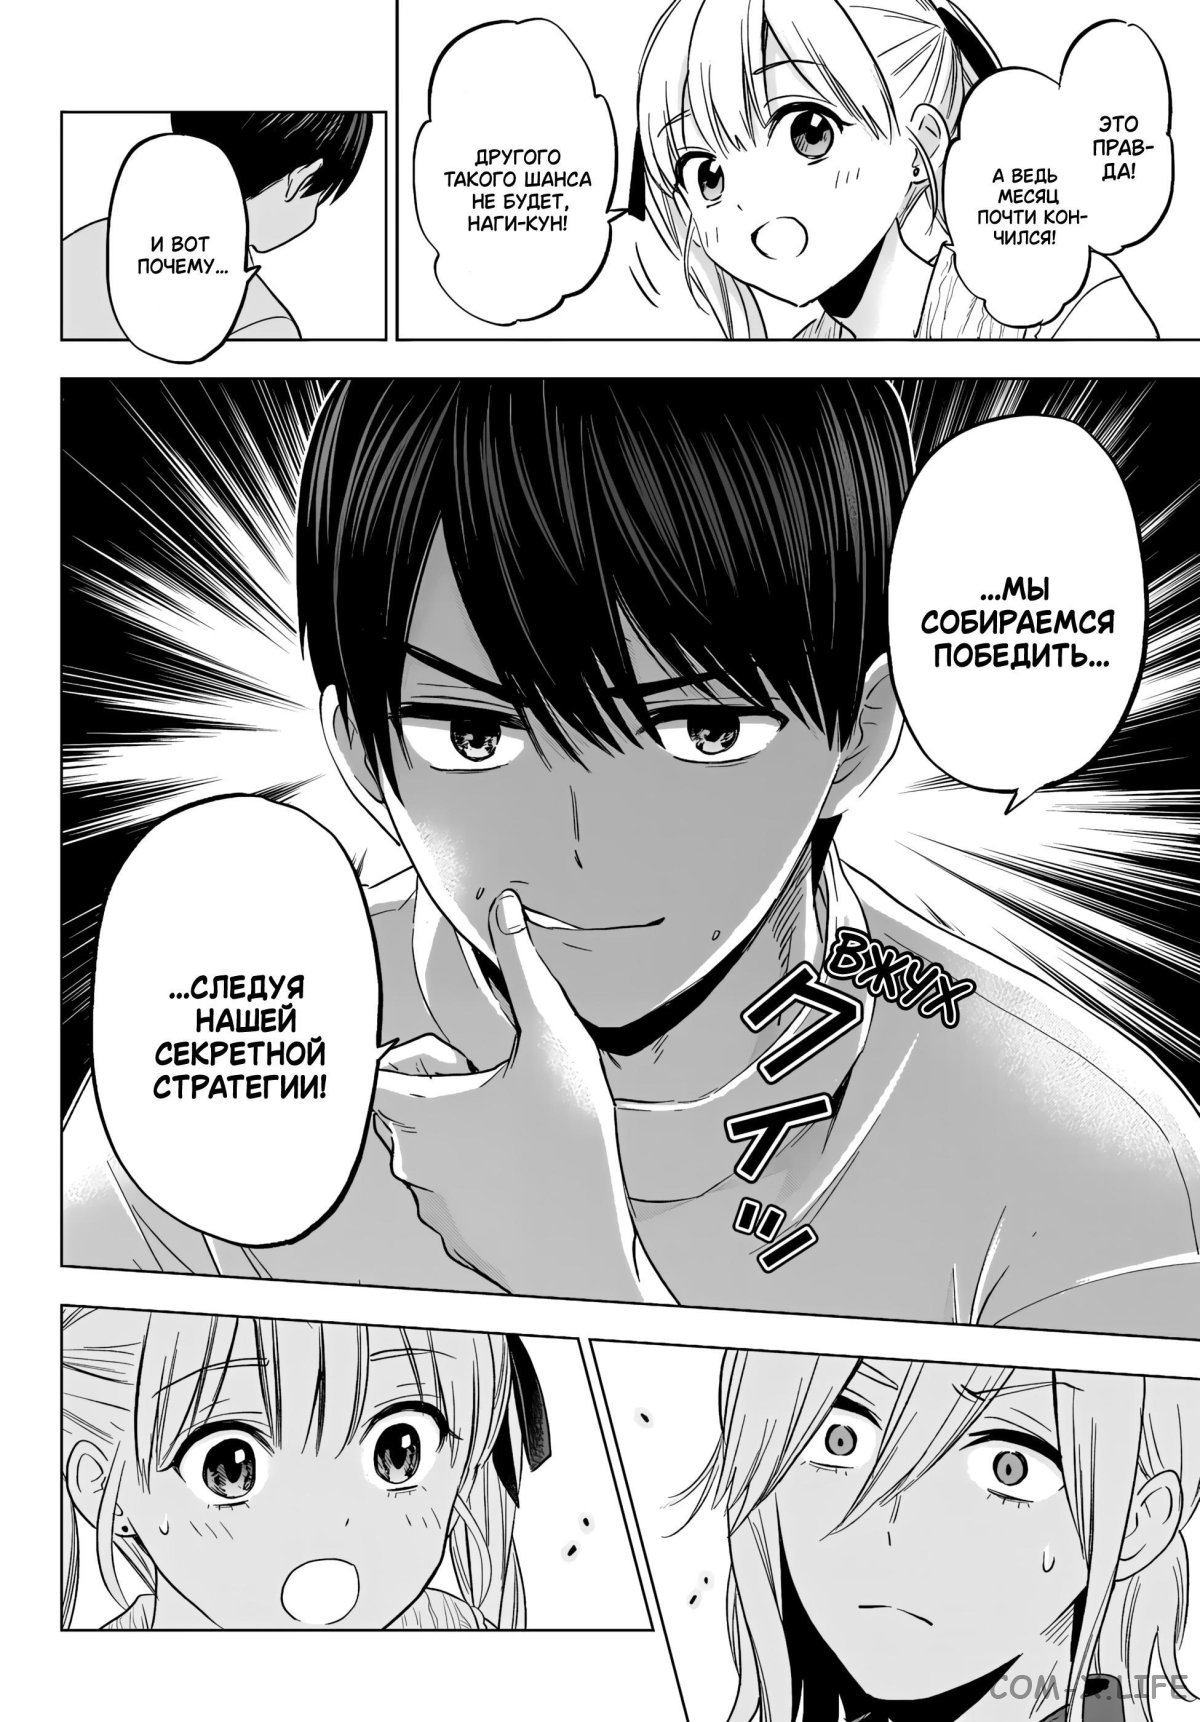 ЭТО
ПРАВ-
ДА!
А ВЕДЬ
МЕСЯЦ
ПОЧТИ КОН-
ЧИЛСЯ!
ДРУГОГО
ТАКОГО ШАНСА
НЕ БУДЕТ,
НАГИ-КУН!
И ВОТ
ПОЧЕМУ...
...МЫ
СОБИРАЕМСЯ
ПОБЕДИТЬ...
ВЖУХ
クイッ
...СЛЕДУЯ
НАШЕЙ
СЕКРЕТНОЙ
СТРАТЕГИИ!
COM-X.LIFE